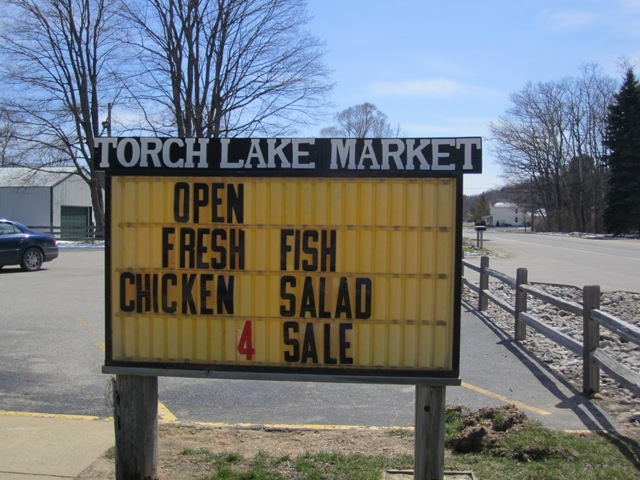 TORCH LAKE MARKET
OPEN
FRESH FISH
CHICKEN SALAD
4 SALE